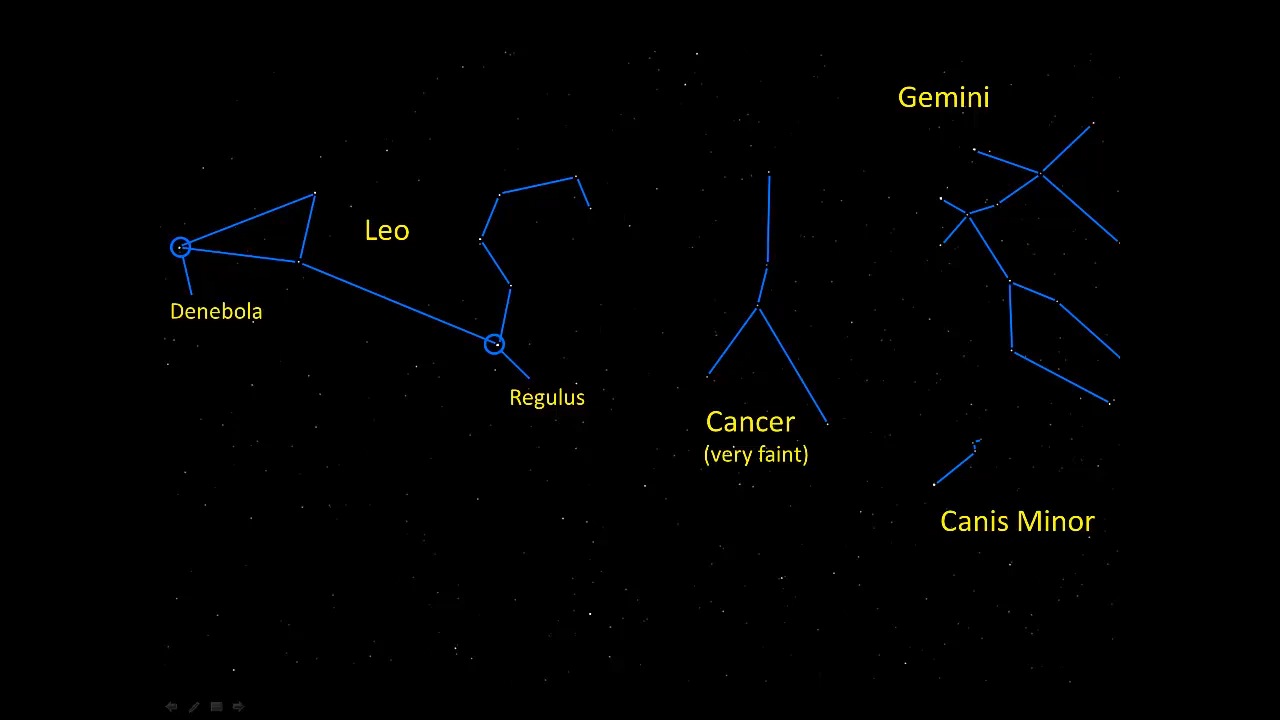 Gemini
Leo
Denebola
Regulus
Cancer
(very faint)
Canis Minor